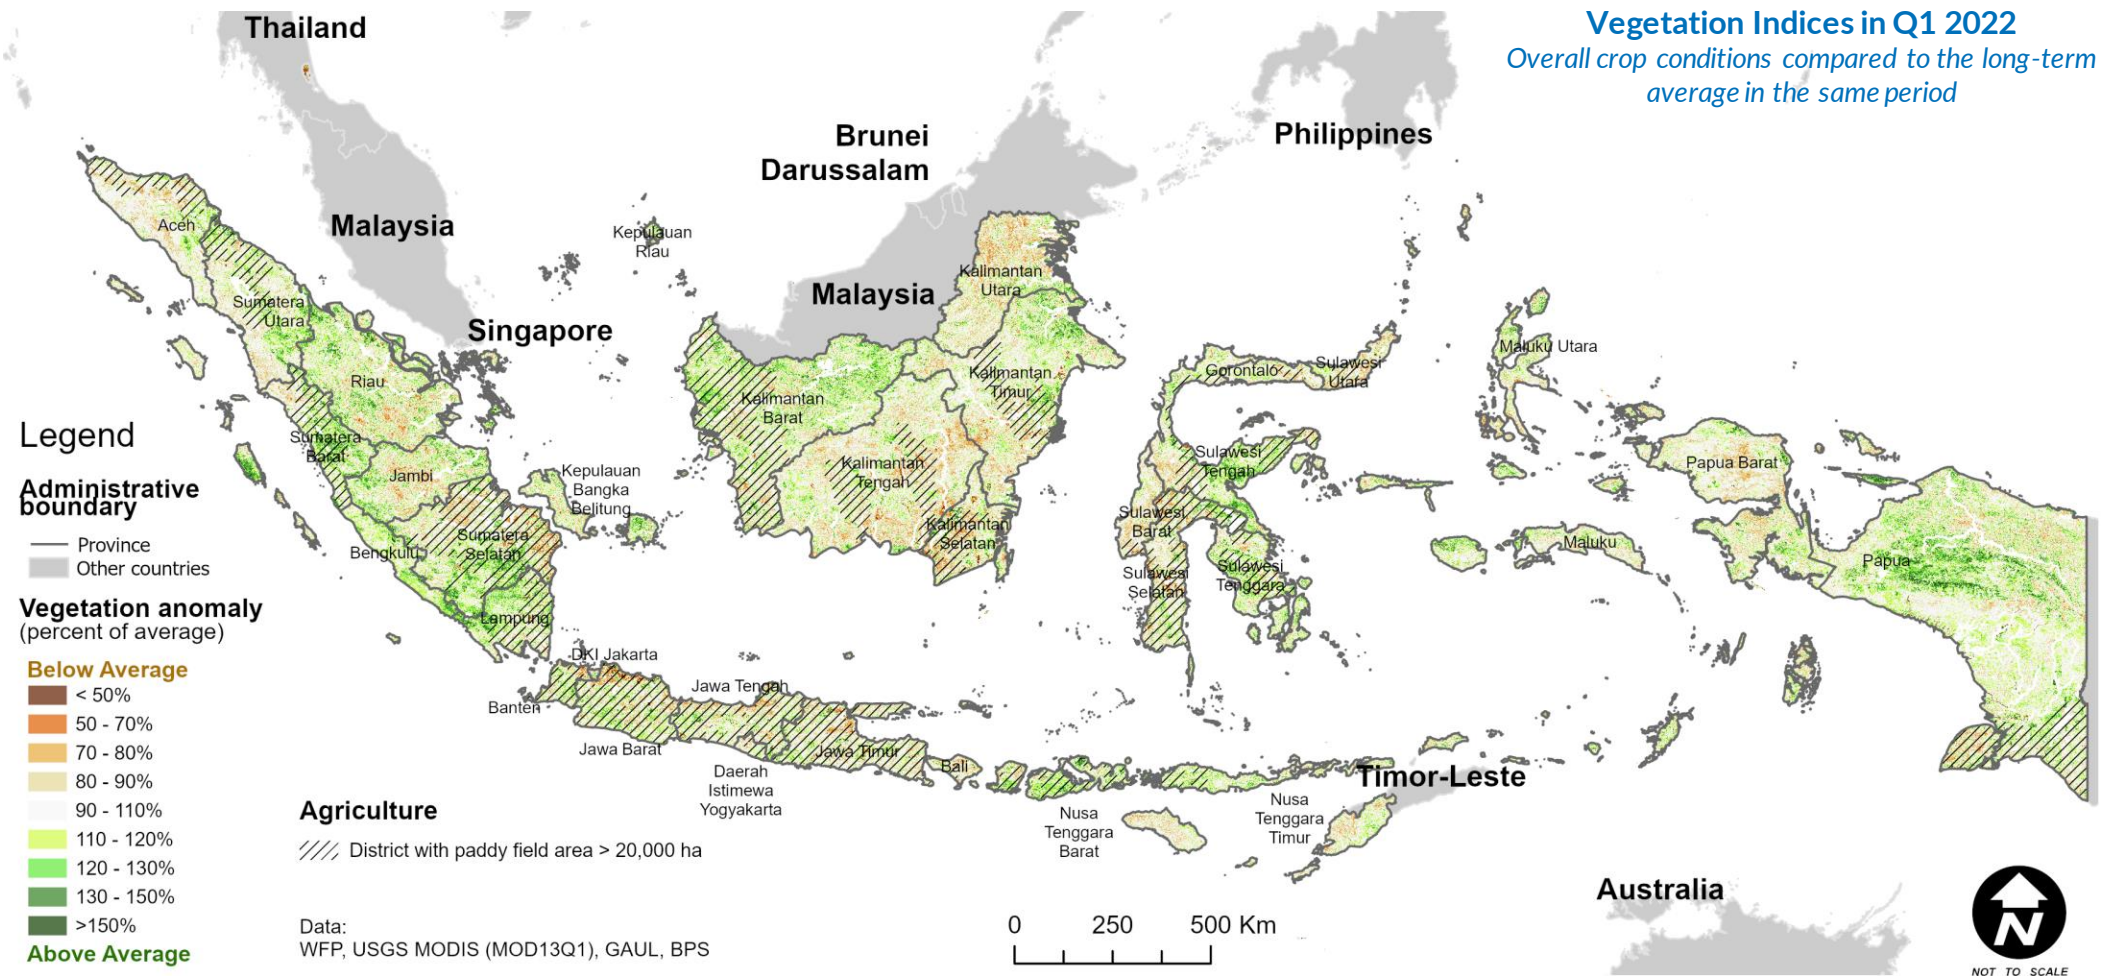 Vegetation Indices in Q1 2022
Overall crop conditions compared to the long-term
average in the same period
Thailand
Brunei
Darussalam
Philippines
Malaysia
Malaysia
Singapore
Timor-Leste
Australia
Aceh
Sumatera
Utara
Riau
Kepulauan
Riau
Sumatera
Barat
Jambi
Kepulauan
Bangka
Belitung
Bengkulu
Sumatera
Selatan
Lampung
DKI Jakarta
Banten
Jawa Barat
Jawa Tengah
Daerah
Istimewa
Yogyakarta
Jawa Timur
Bali
Nusa
Tenggara
Barat
Nusa
Tenggara
Timur
Kalimantan
Utara
Kalimantan
Timur
Kalimantan
Barat
Kalimantan
Tengah
Kalimantan
Selatan
Gorontalo
Sulawesi
Utara
Sulawesi
Tengah
Sulawesi
Barat
Sulawesi
Selatan
Sulawesi
Tenggara
Maluku Utara
Maluku
Papua Barat
Papua
Legend
Administrative
boundary
Province
Other countries
Vegetation anomaly
(percent of average)
Below Average
< 50%
50 - 70%
70 - 80%
80 - 90%
90 - 110%
110 - 120%
120 - 130%
130 - 150%
>150%
Above Average
Agriculture
District with paddy field area > 20,000 ha
Data:
WFP, USGS MODIS (MOD13Q1), GAUL, BPS
0 250 500 Km
N
NOT TO SCALE